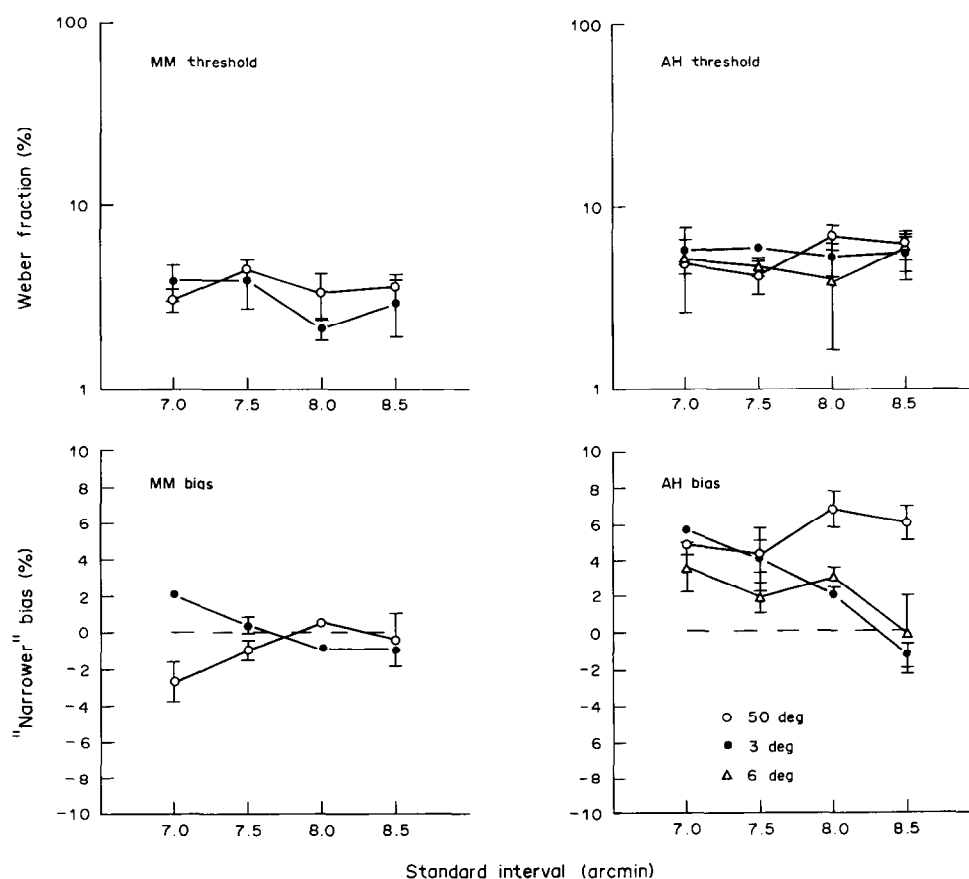 MM threshold
AH threshold
Weber fraction (%)
100
10
1
7.0 7.5 8.0 8.5
100
10
1
7.0 7.5 8.0 8.5
MM bias
AH bias
"Narrower" bias (%)
10
8
6
4
2
0
-2
-4
-6
-8
-10
7.0 7.5 8.0 8.5
10
8
6
4
2
0
-2
-4
-6
-8
-10
50 deg
3 deg
6 deg
7.0 7.5 8.0 8.5
Standard interval (arcmin)